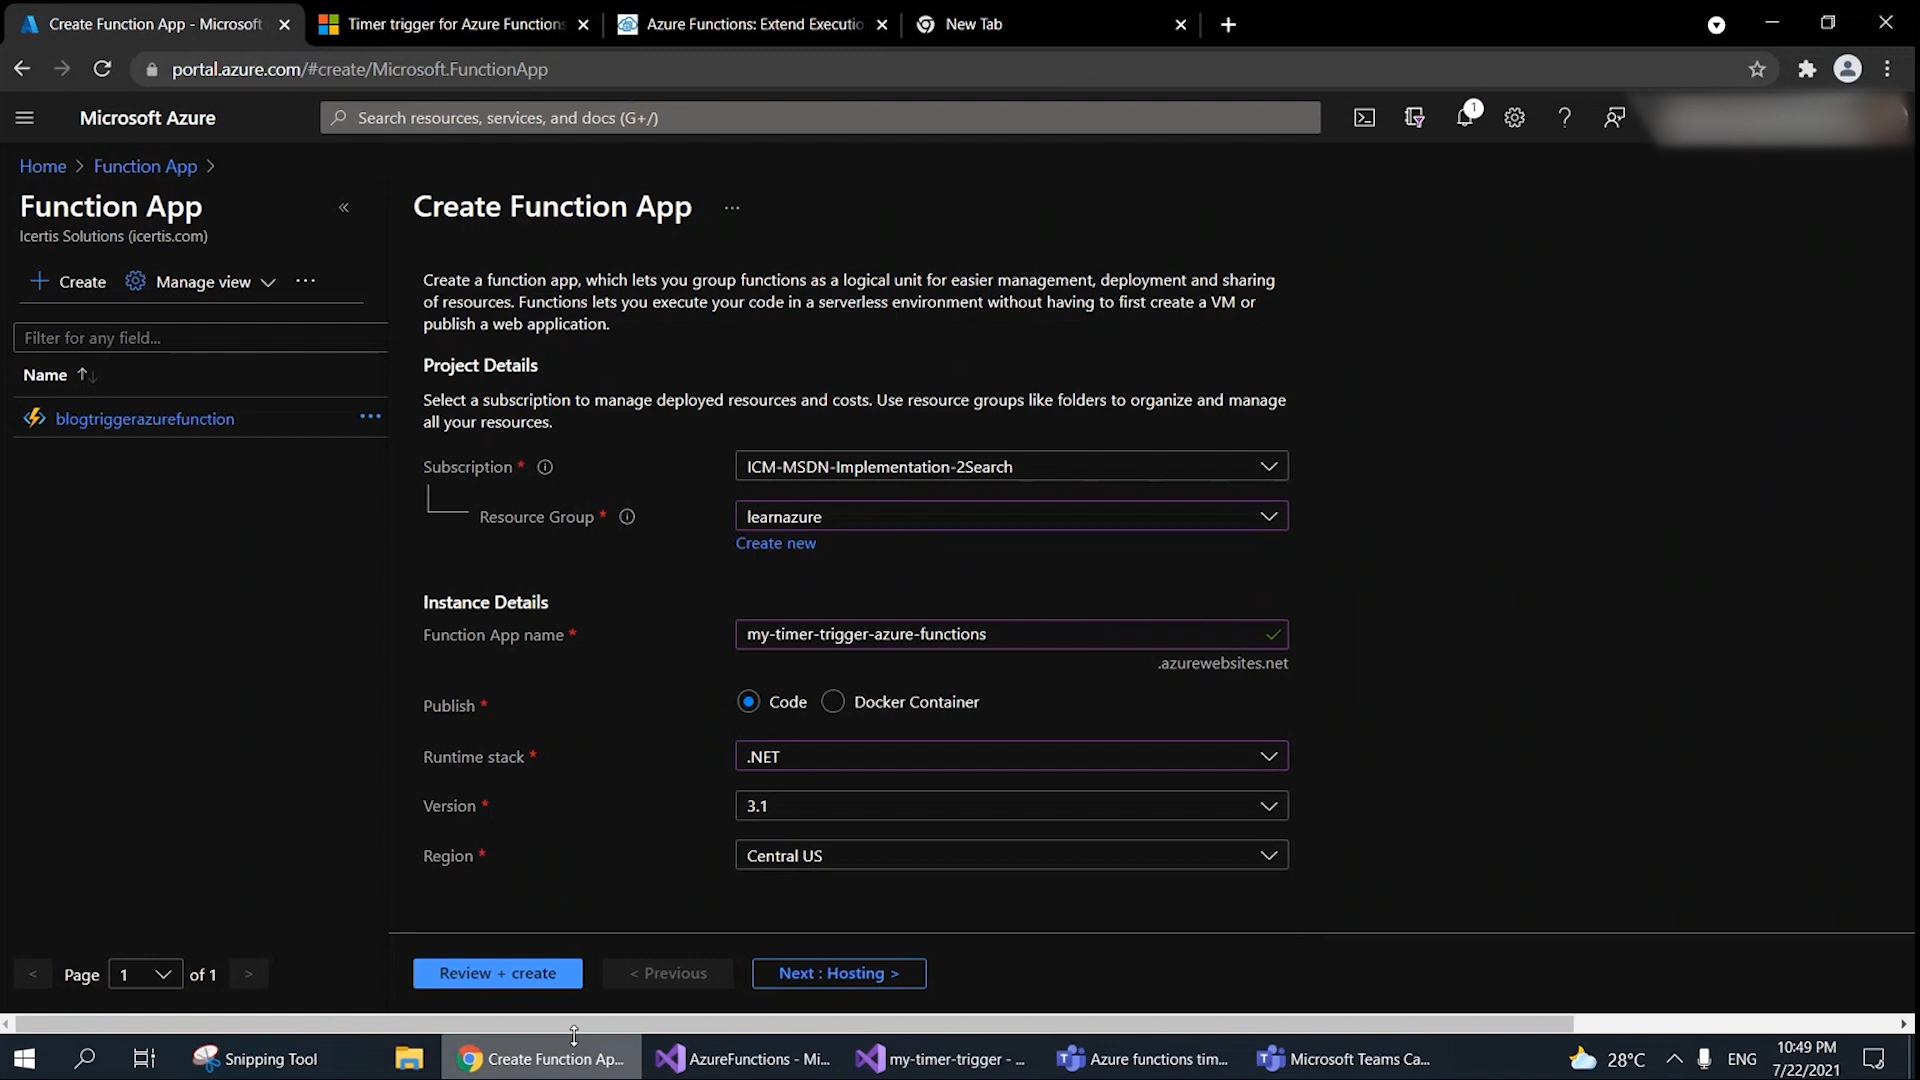 Create Function App - Microsoft
Timer trigger for Azure Functions
Azure Functions: Extend Executio
New Tab
portal.azure.com/#create/Microsoft.FunctionApp
Microsoft Azure
Search resources, services, and docs (G+/)
1
Home > Function App >
Function App
Icertis Solutions (icertis.com)
+ Create
Manage view
...
Filter for any field...
Name ↑↓
blogtriggerazurefunction
...
Page 1 of 1
Create Function App
...
Create a function app, which lets you group functions as a logical unit for easier management, deployment and sharing
of resources. Functions lets you execute your code in a serverless environment without having to first create a VM or
publish a web application.
Project Details
Select a subscription to manage deployed resources and costs. Use resource groups like folders to organize and manage
all your resources.
Subscription *
ICM-MSDN-Implementation-2Search
Resource Group *
learnazure
Create new
Instance Details
Function App name *
my-timer-trigger-azure-functions
.azurewebsites.net
Publish *
Code
Docker Container
Runtime stack *
.NET
Version *
3.1
Region *
Central US
Review + create
< Previous
Next : Hosting >
Snipping Tool
Create Function Ap...
AzureFunctions - Mi...
my-timer-trigger - ...
Azure functions tim...
Microsoft Teams Ca...
28°C
ENG
10:49 PM
7/22/2021